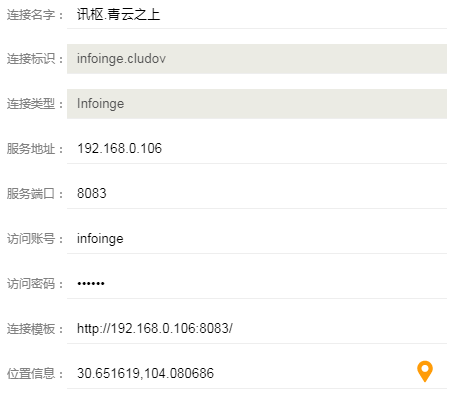 连接名字： 讯枢.青云之上
连接标识： infoinge.cludov
连接类型： Infoinge
服务地址： 192.168.0.106
服务端口： 8083
访问账号： infoinge
访问密码： ••••••
连接模板： http://192.168.0.106:8083/
位置信息： 30.651619,104.080686